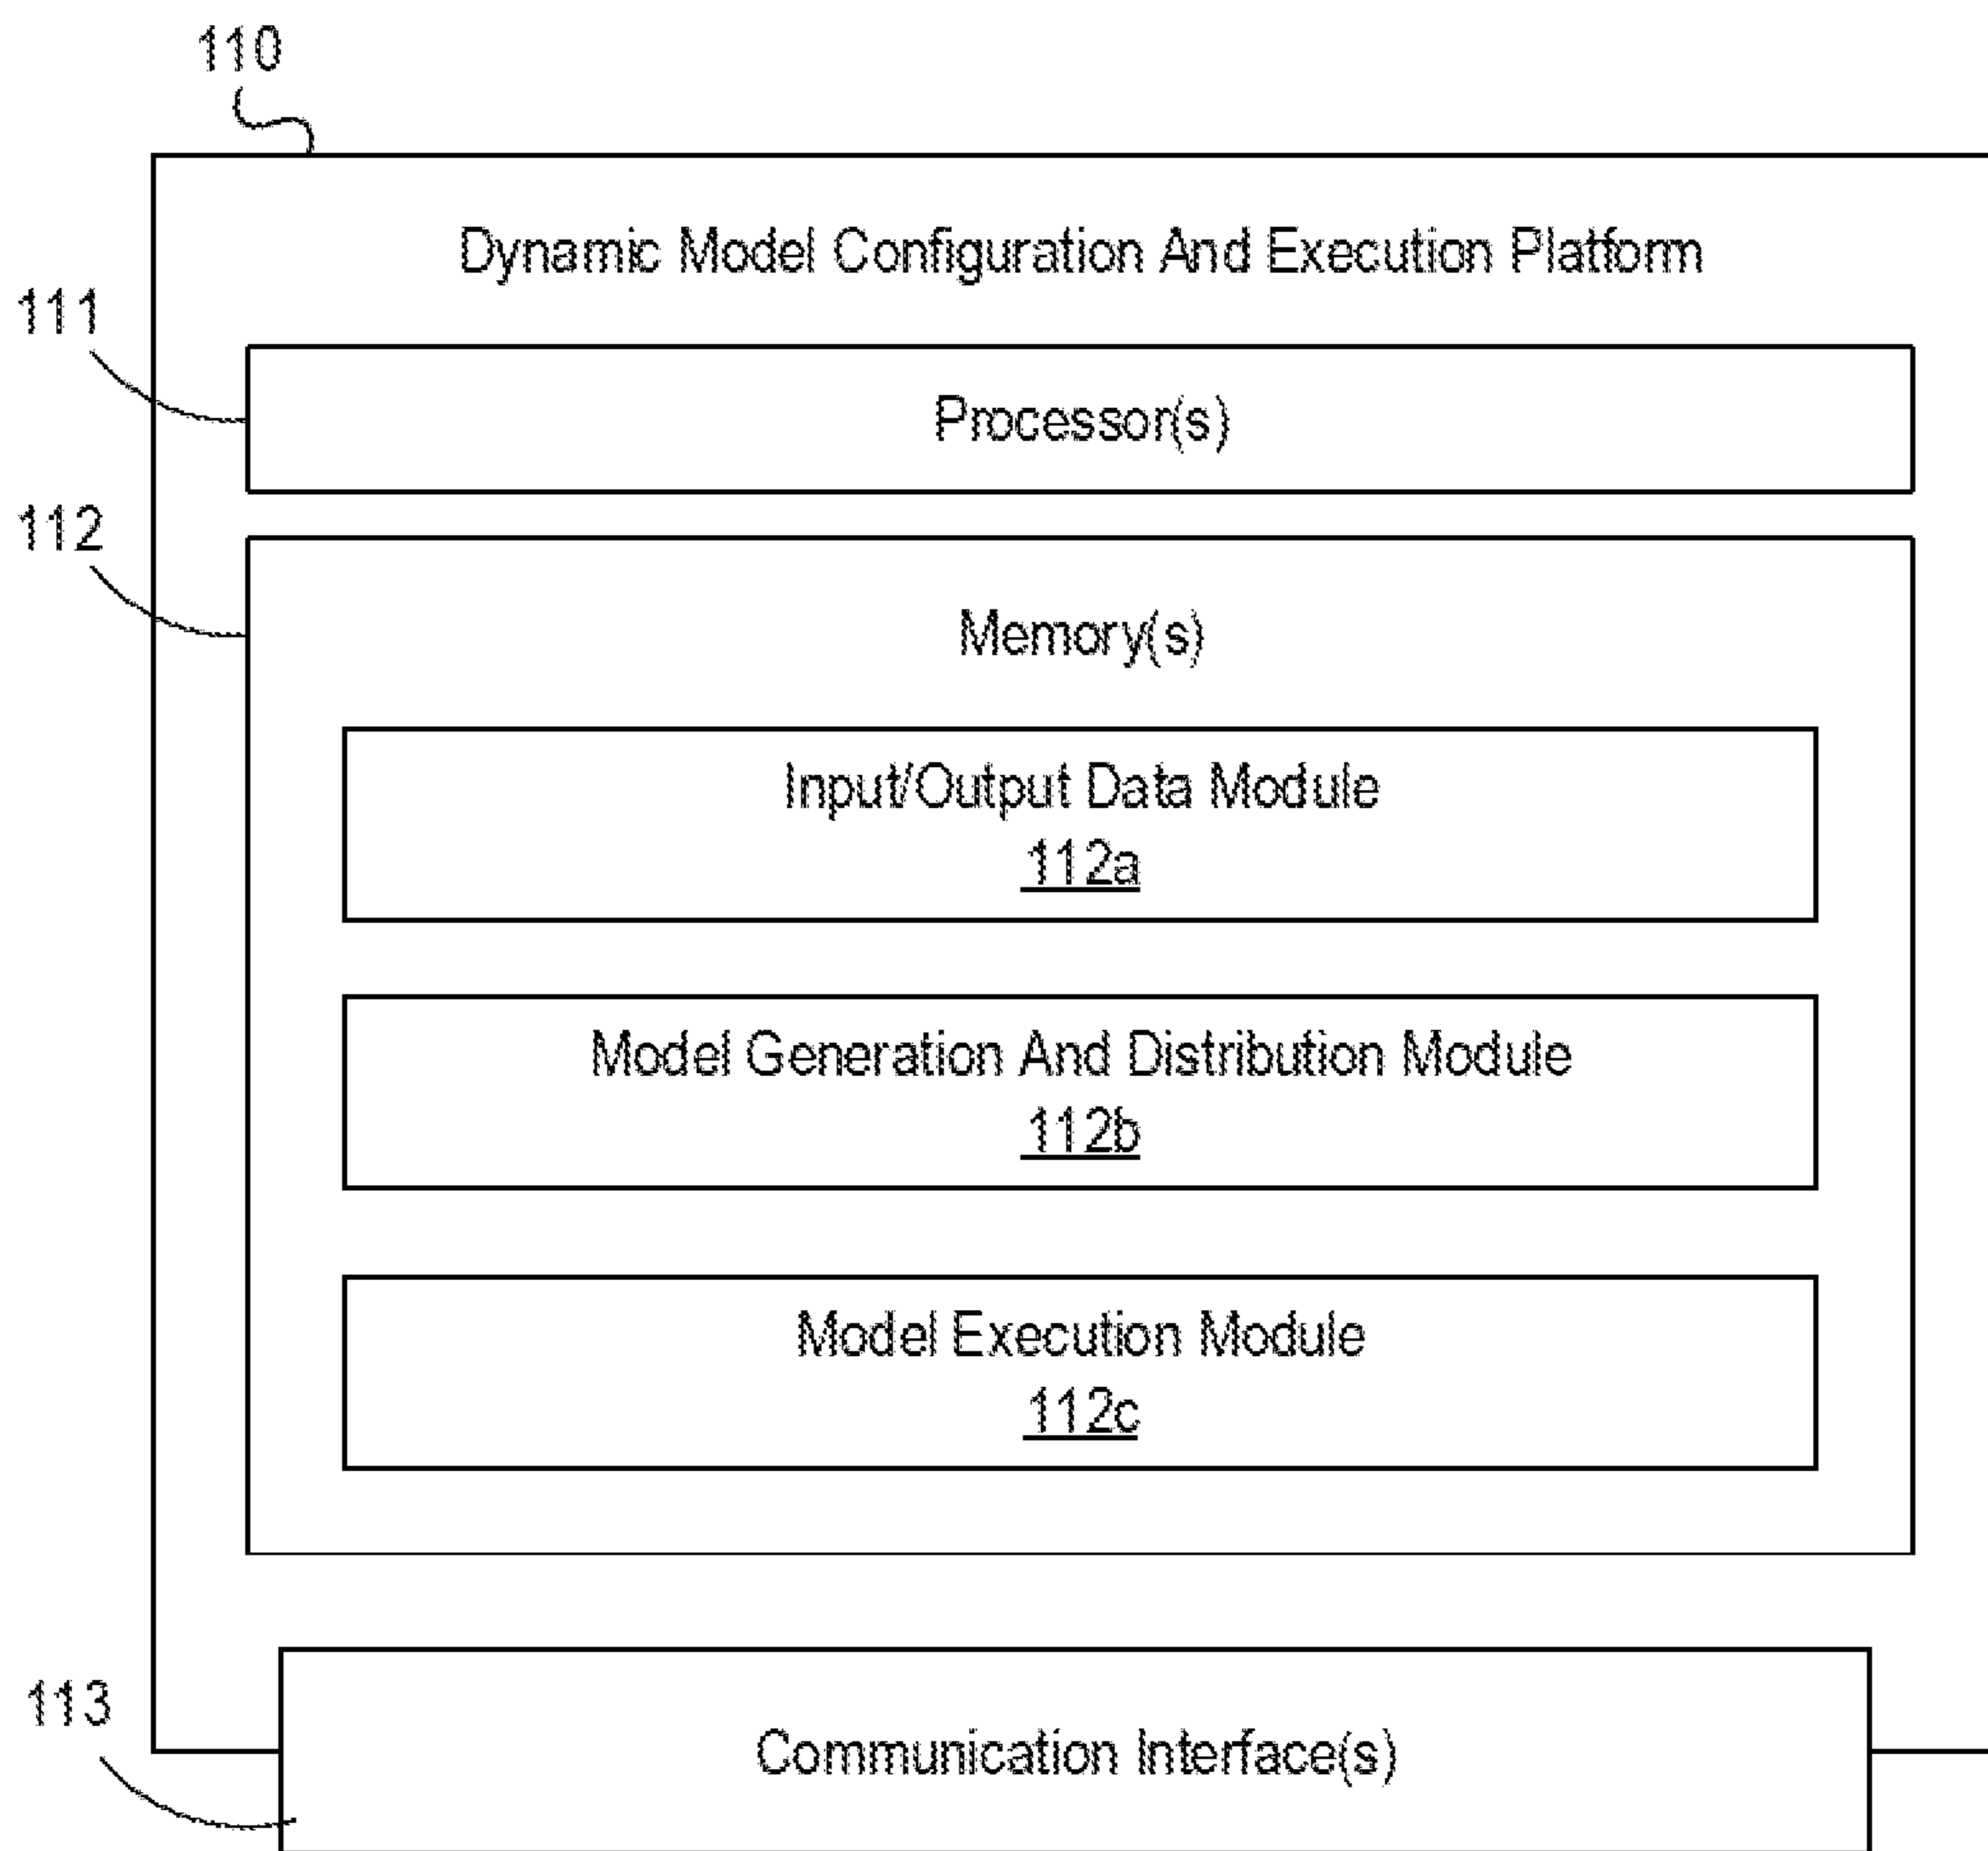 110
Dynamic Model Configuration And Execution Platform
111
Processor(s)
112
Memory(s)
Input/Output Data Module
112a
Model Generation And Distribution Module
112b
Model Execution Module
112c
113
Communication Interface(s)